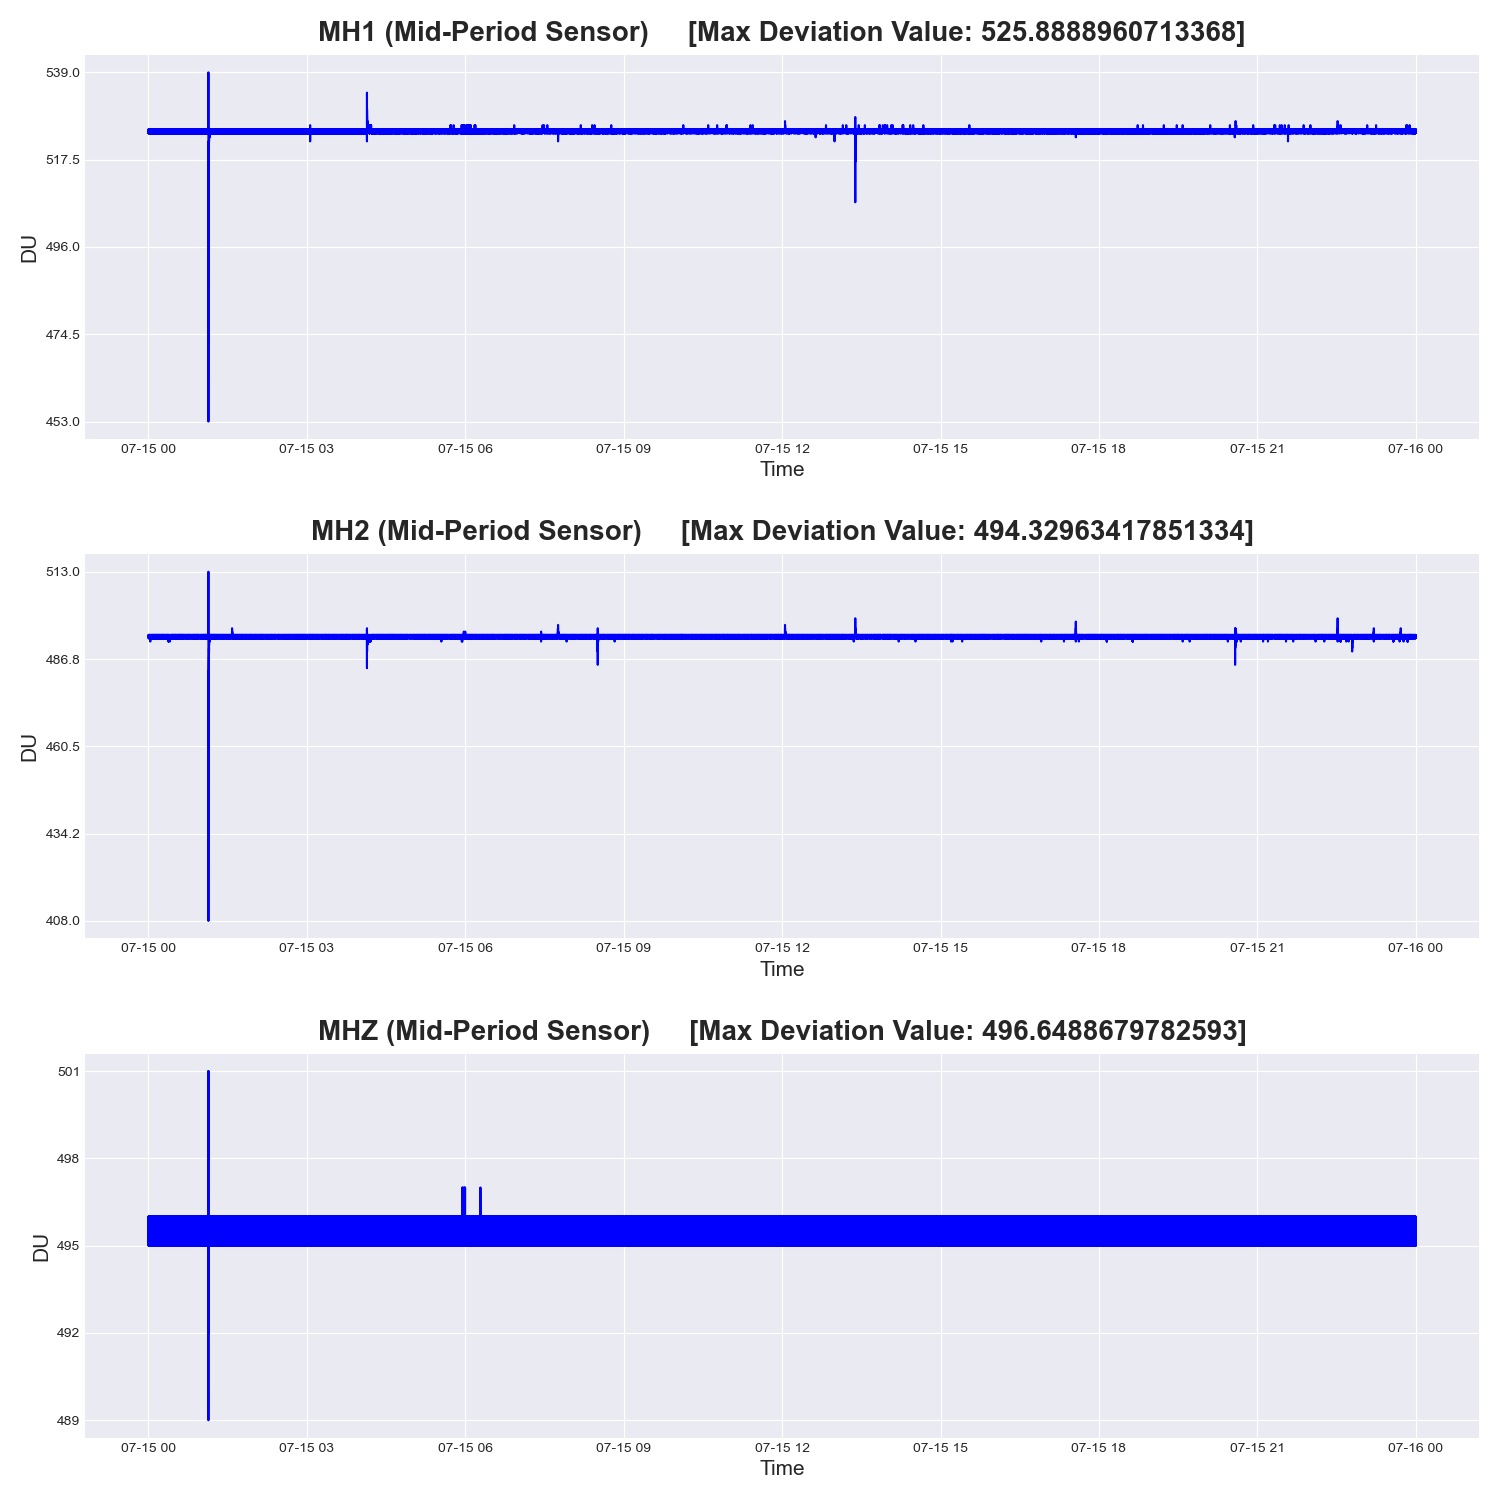 MH1 (Mid-Period Sensor) [Max Deviation Value: 525.8888960713368]
539.0
517.5
496.0
474.5
453.0
DU
07-15 00 07-15 03 07-15 06 07-15 09 07-15 12 07-15 15 07-15 18 07-15 21 07-16 00
Time
MH2 (Mid-Period Sensor) [Max Deviation Value: 494.32963417851334]
513.0
486.8
460.5
434.2
408.0
DU
07-15 00 07-15 03 07-15 06 07-15 09 07-15 12 07-15 15 07-15 18 07-15 21 07-16 00
Time
MHZ (Mid-Period Sensor) [Max Deviation Value: 496.6488679782593]
501
498
495
492
489
DU
07-15 00 07-15 03 07-15 06 07-15 09 07-15 12 07-15 15 07-15 18 07-15 21 07-16 00
Time